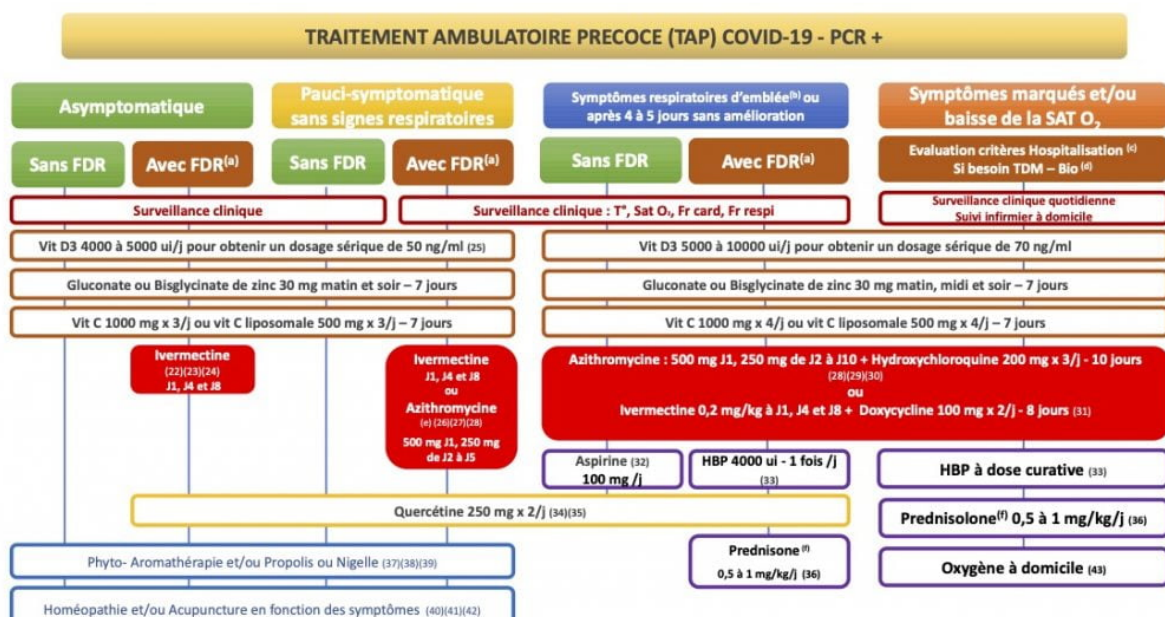 TRAITEMENT AMBULATOIRE PRECOCE (TAP) COVID-19 - PCR +
Asymptomatique
Pauci-symptomatique
sans signes respiratoires
Symptômes respiratoires d'emblée(b) ou
après 4 à 5 jours sans amélioration
Symptômes marqués et/ou
baisse de la SAT O2
Sans FDR
Avec FDR(a)
Sans FDR
Avec FDR(a)
Sans FDR
Avec FDR(a)
Evaluation critères Hospitalisation (c)
Si besoin TDM – Bio (d)
Surveillance clinique
Surveillance clinique : T°, Sat O2, Fr card, Fr respi
Surveillance clinique quotidienne
Suivi infirmier à domicile
Vit D3 4000 à 5000 ui/j pour obtenir un dosage sérique de 50 ng/ml (25)
Vit D3 5000 à 10000 ui/j pour obtenir un dosage sérique de 70 ng/ml
Gluconate ou Bisglycinate de zinc 30 mg matin et soir – 7 jours
Gluconate ou Bisglycinate de zinc 30 mg matin, midi et soir – 7 jours
Vit C 1000 mg x 3/j ou vit C liposomale 500 mg x 3/j – 7 jours
Vit C 1000 mg x 4/j ou vit C liposomale 500 mg x 4/j – 7 jours
Ivermectine
(22)(23)(24)
J1, J4 et J8
Ivermectine
J1, J4 et J8
ou
Azithromycine
(e) (26)(27)(28)
500 mg J1, 250 mg
de J2 à J5
Azithromycine : 500 mg J1, 250 mg de J2 à J10 + Hydroxychloroquine 200 mg x 3/j - 10 jours
(28)(29)(30)
ou
Ivermectine 0,2 mg/kg à J1, J4 et J8 + Doxycycline 100 mg x 2/j - 8 jours (31)
Aspirine (32)
100 mg /j
HBP 4000 ui - 1 fois /j
(33)
HBP à dose curative (33)
Quercétine 250 mg x 2/j (34)(35)
Prednisolone(f) 0,5 à 1 mg/kg/j (36)
Phyto- Aromathérapie et/ou Propolis ou Nigelle (37)(38)(39)
Prednisone (f)
0,5 à 1 mg/kg/j (36)
Oxygène à domicile (43)
Homéopathie et/ou Acupuncture en fonction des symptômes (40)(41)(42)